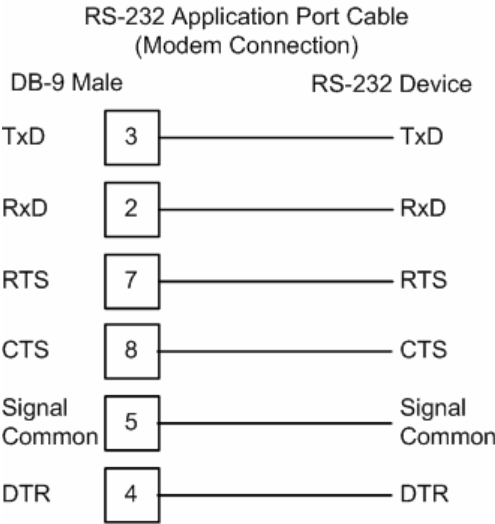 RS-232 Application Port Cable
(Modem Connection)
DB-9 Male RS-232 Device
TxD 3 TxD
RxD 2 RxD
RTS 7 RTS
CTS 8 CTS
Signal
Common 5 Signal
Common
DTR 4 DTR